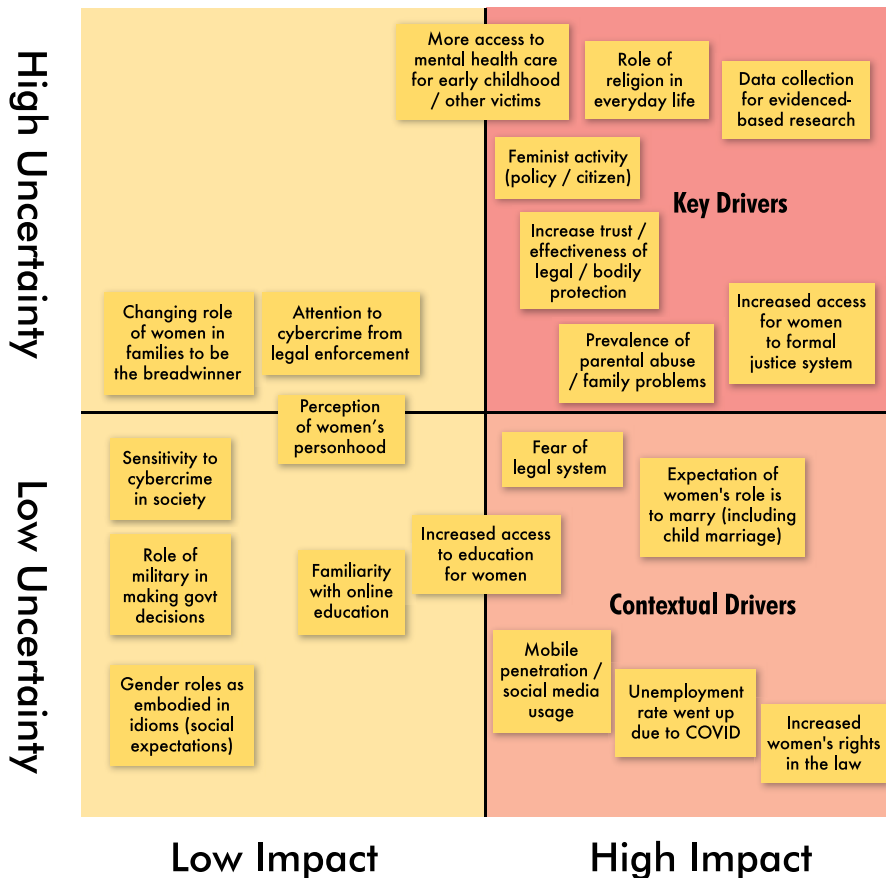 High Uncertainty
More access to
mental health care
for early childhood
/ other victims
Role of
religion in
everyday life
Data collection
for evidenced-
based research
Feminist activity
(policy / citizen)
Key Drivers
Increase trust /
effectiveness of
legal / bodily
protection
Changing role
of women in
families to be
the breadwinner
Attention to
cybercrime from
legal enforcement
Prevalence of
parental abuse
/ family problems
Increased access
for women
to formal
justice system
Perception
of women's
personhood
Low Uncertainty
Sensitivity to
cybercrime
in society
Fear of
legal system
Expectation of
women's role is
to marry (including
child marriage)
Role of
military in
making govt
decisions
Familiarity
with online
education
Increased access
to education
for women
Contextual Drivers
Gender roles as
embodied in
idioms (social
expectations)
Mobile
penetration /
social media
usage
Unemployment
rate went up
due to COVID
Increased
women's rights
in the law
Low Impact
High Impact